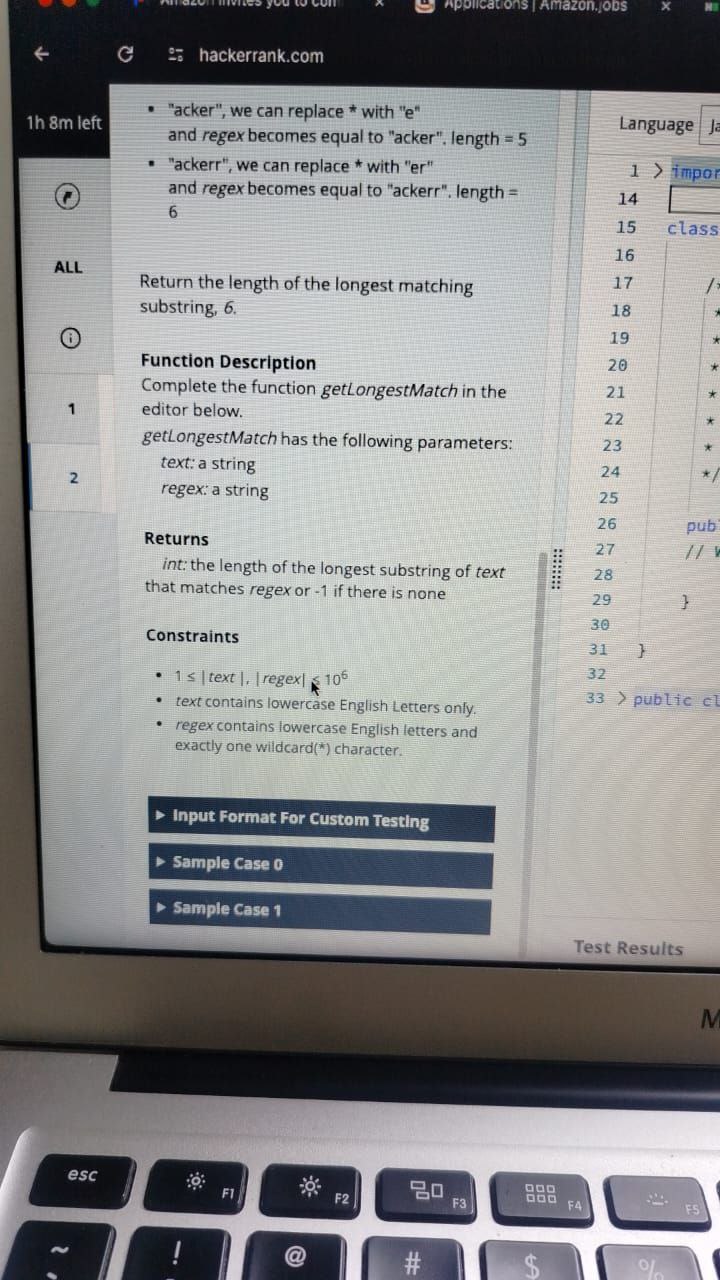 Amazon invites you to com
Applications | Amazon.jobs
hackerrank.com
1h 8m left
ALL
1
2
• "acker", we can replace * with "e"
and regex becomes equal to "acker". length = 5
• "ackerr", we can replace * with "er"
and regex becomes equal to "ackerr". length =
6
Return the length of the longest matching
substring, 6.
Function Description
Complete the function getLongestMatch in the
editor below.
getLongestMatch has the following parameters:
text: a string
regex: a string
Returns
int: the length of the longest substring of text
that matches regex or -1 if there is none
Constraints
• 1 ≤ |text |, |regex| ≤ 10⁶
• text contains lowercase English Letters only.
• regex contains lowercase English letters and
exactly one wildcard(*) character.
▶ Input Format For Custom Testing
▶ Sample Case 0
▶ Sample Case 1
Language Ja
1 > impor
14
15 class
16
17 /*
18 *
19 *
20 *
21 *
22 *
23 *
24 */
25
26 pub
27 //
28
29 }
30
31 }
32
33 > public cl
Test Results
M
esc
F1
F2
F3
F4
F5
~
!
@
#
$
%